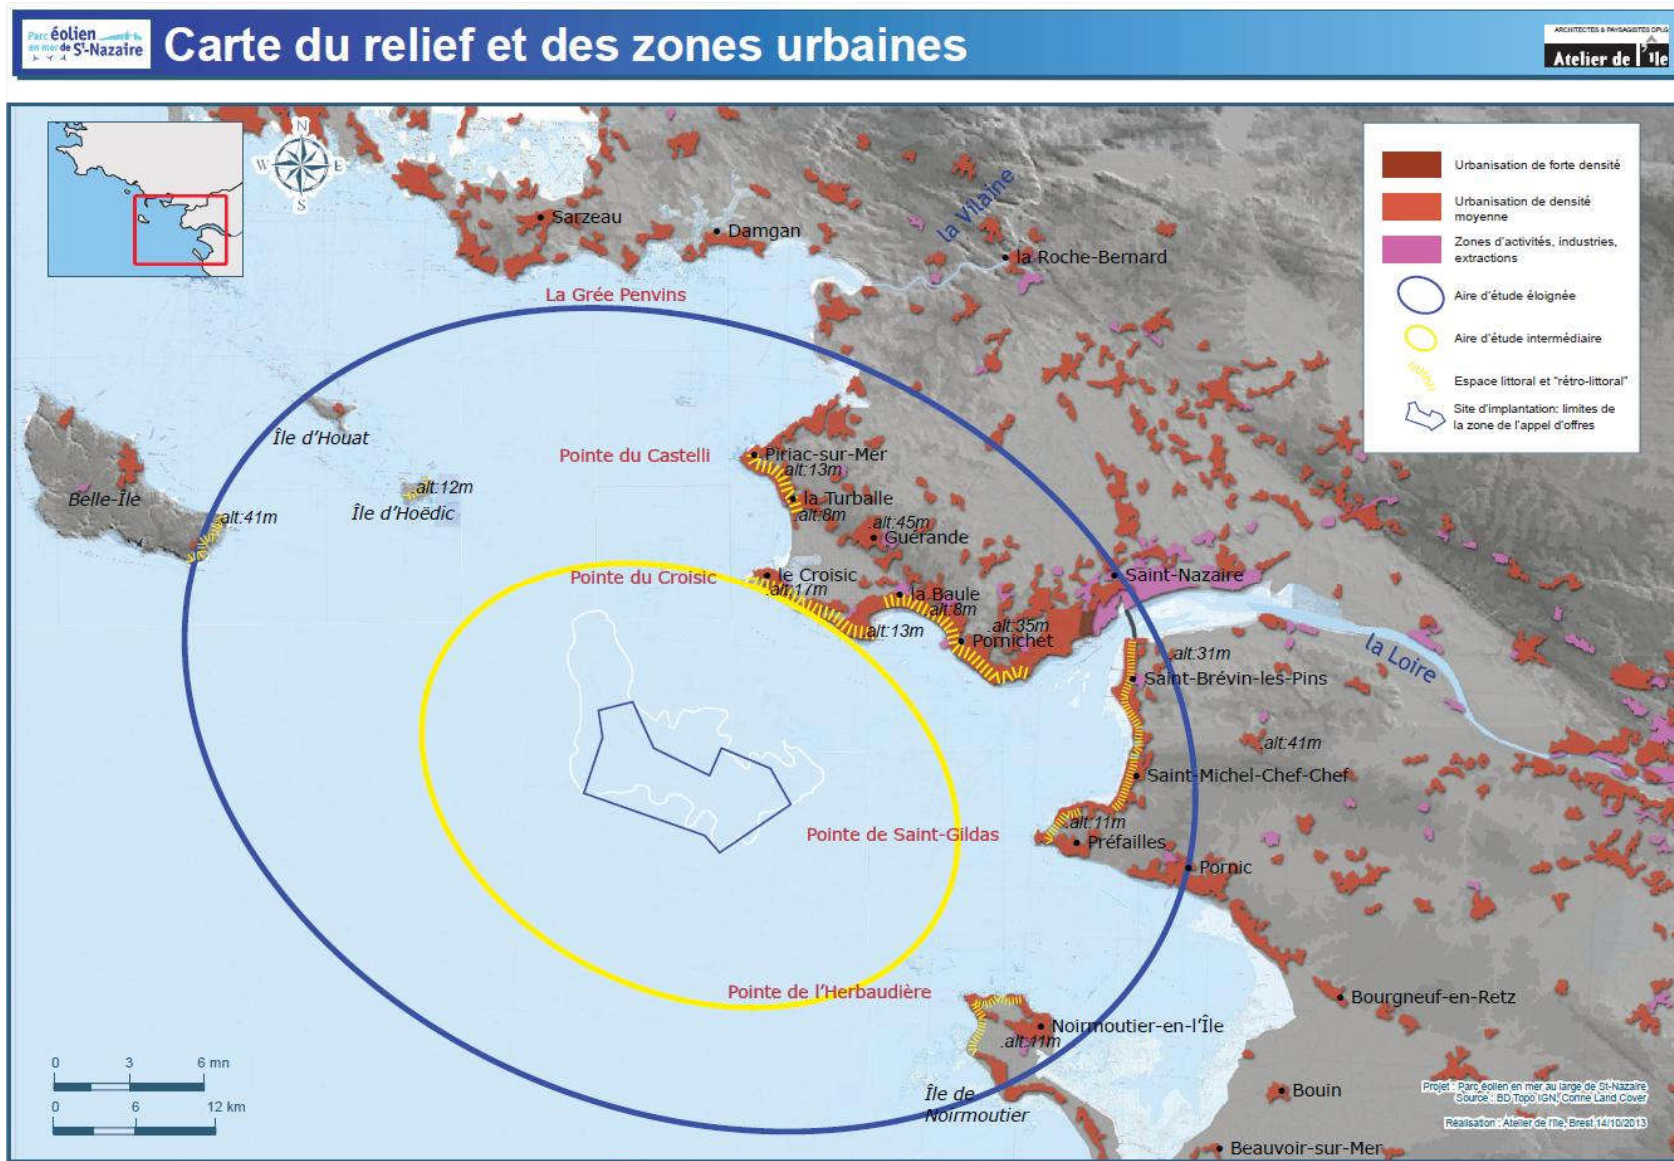 Parc éolien
en mer de St-Nazaire
Carte du relief et des zones urbaines
ARCHITECTES & PAYSAGISTES DPLG
Atelier de l'île
N
W
E
S
Urbanisation de forte densité
Urbanisation de densité
moyenne
Zones d'activités, industries,
extractions
Aire d'étude éloignée
Aire d'étude intermédiaire
Espace littoral et "rétro-littoral"
Site d'implantation: limites de
la zone de l'appel d'offres
Sarzeau
Damgan
la Vilaine
la Roche-Bernard
La Grée Penvins
Île d'Houat
Pointe du Castelli
Piriac-sur-Mer
alt:13m
Belle-Île
alt:41m
alt:12m
Île d'Hoëdic
la Turballe
.alt:8m
.alt:45m
Guérande
Pointe du Croisic
le Croisic
.alt:17m
la Baule
.alt:8m
Saint-Nazaire
.alt:13m
.alt:35m
Pornichet
la Loire
.alt:31m
Saint-Brévin-les-Pins
.alt:41m
Saint-Michel-Chef-Chef
Pointe de Saint-Gildas
.alt:11m
Préfailles
Pornic
Pointe de l'Herbaudière
Noirmoutier-en-l'Île
.alt:11m
Bourgneuf-en-Retz
Île de
Noirmoutier
Bouin
Beauvoir-sur-Mer
0 3 6 mn
0 6 12 km
Projet : Parc éolien en mer au large de St-Nazaire
Source : BD Topo IGN, Corine Land Cover
Réalisation : Atelier de l'île, Brest 14/10/2013